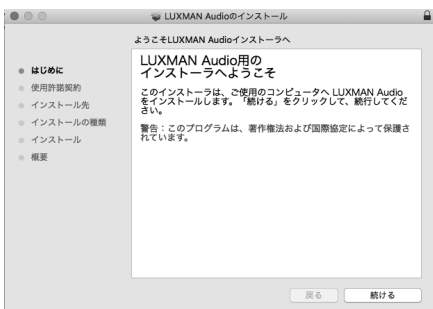 LUXMAN Audioのインストール
ようこそLUXMAN Audioインストーラへ
はじめに
使用許諾契約
インストール先
インストールの種類
インストール
概要
LUXMAN Audio用の
インストーラへようこそ
このインストーラは、ご使用のコンピュータへ LUXMAN Audio
をインストールします。「続ける」をクリックして、続行してくだ
さい。
警告：このプログラムは、著作権法および国際協定によって保護さ
れています。
戻る
続ける